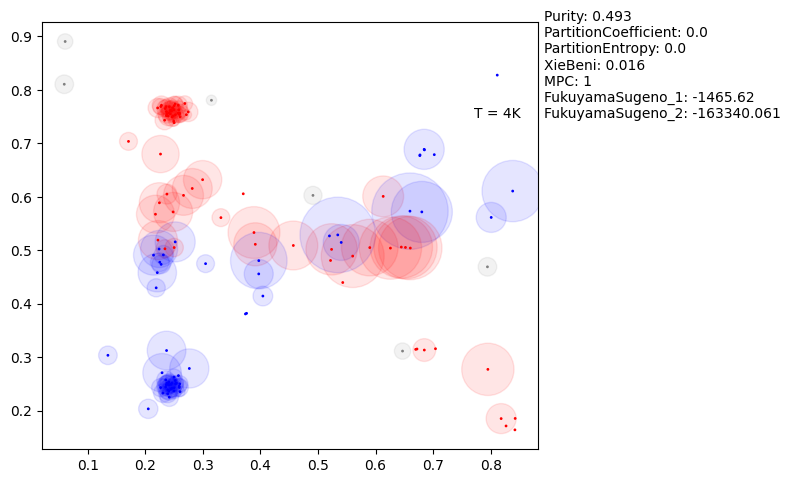 Purity: 0.493
PartitionCoefficient: 0.0
PartitionEntropy: 0.0
XieBeni: 0.016
MPC: 1
FukuyamaSugeno_1: -1465.62
FukuyamaSugeno_2: -163340.061
T = 4K
0.9
0.8
0.7
0.6
0.5
0.4
0.3
0.2
0.1 0.2 0.3 0.4 0.5 0.6 0.7 0.8